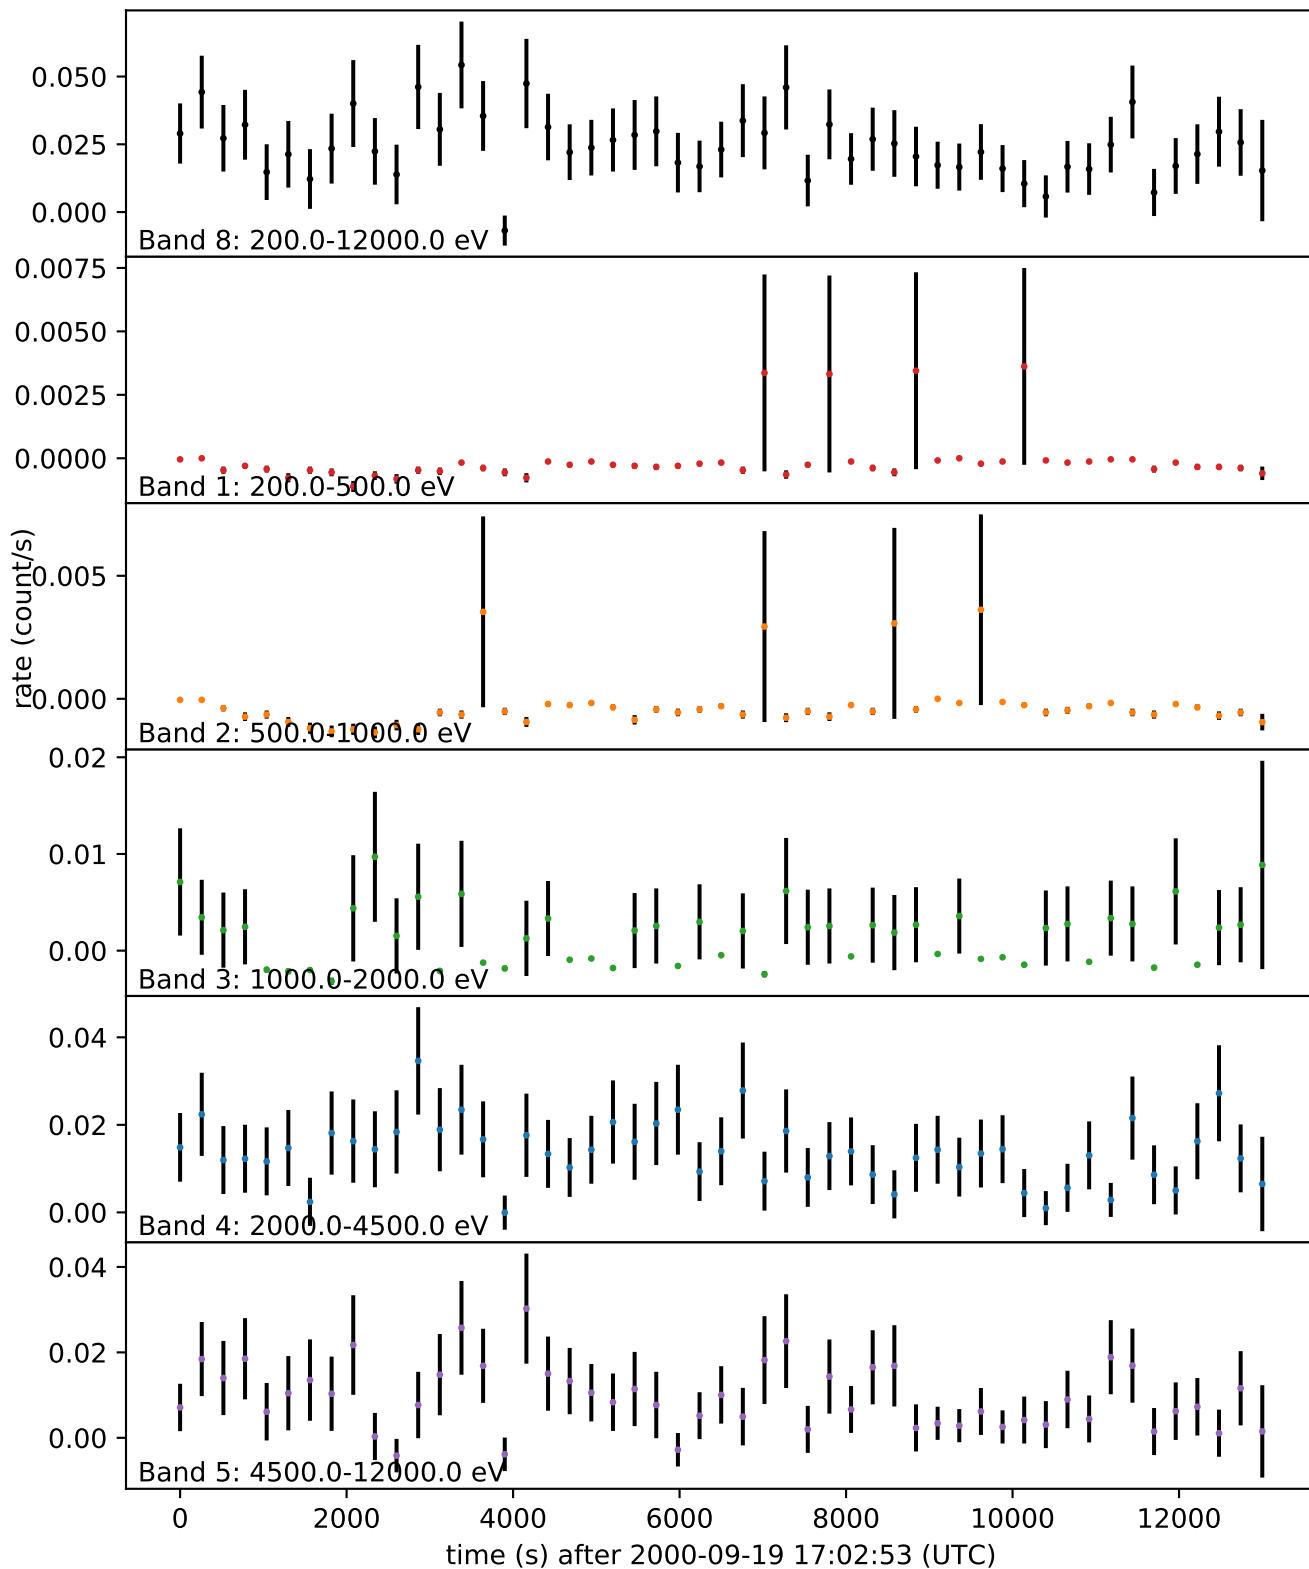 0.050
0.025
0.000
Band 8: 200.0-12000.0 eV
0.0075
0.0050
0.0025
0.0000
Band 1: 200.0-500.0 eV
rate (count/s)
0.005
0.000
Band 2: 500.0-1000.0 eV
0.02
0.01
0.00
Band 3: 1000.0-2000.0 eV
0.04
0.02
0.00
Band 4: 2000.0-4500.0 eV
0.04
0.02
0.00
Band 5: 4500.0-12000.0 eV
0 2000 4000 6000 8000 10000 12000
time (s) after 2000-09-19 17:02:53 (UTC)